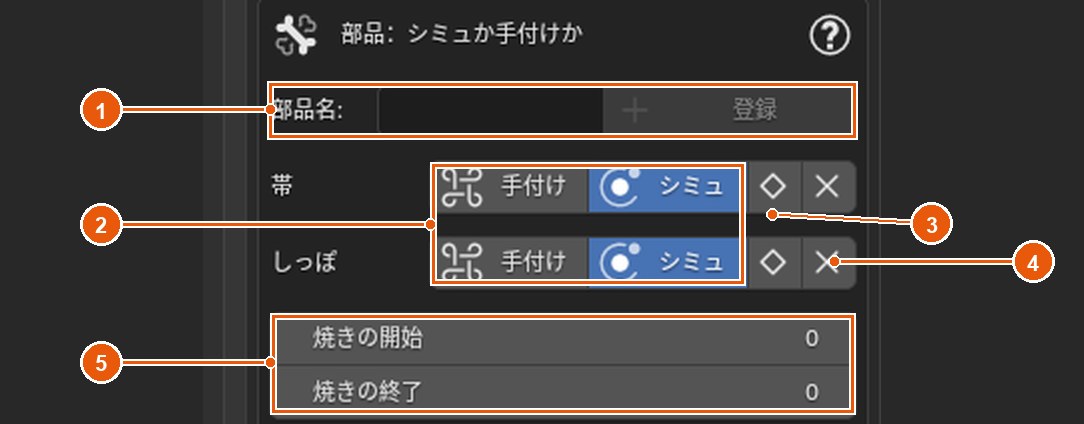 部品: シミュか手付けか
?
1
部品名:
+ 登録
帯
手付け
シミュ
2
3
しっぽ
手付け
シミュ
4
焼きの開始 0
5
焼きの終了 0